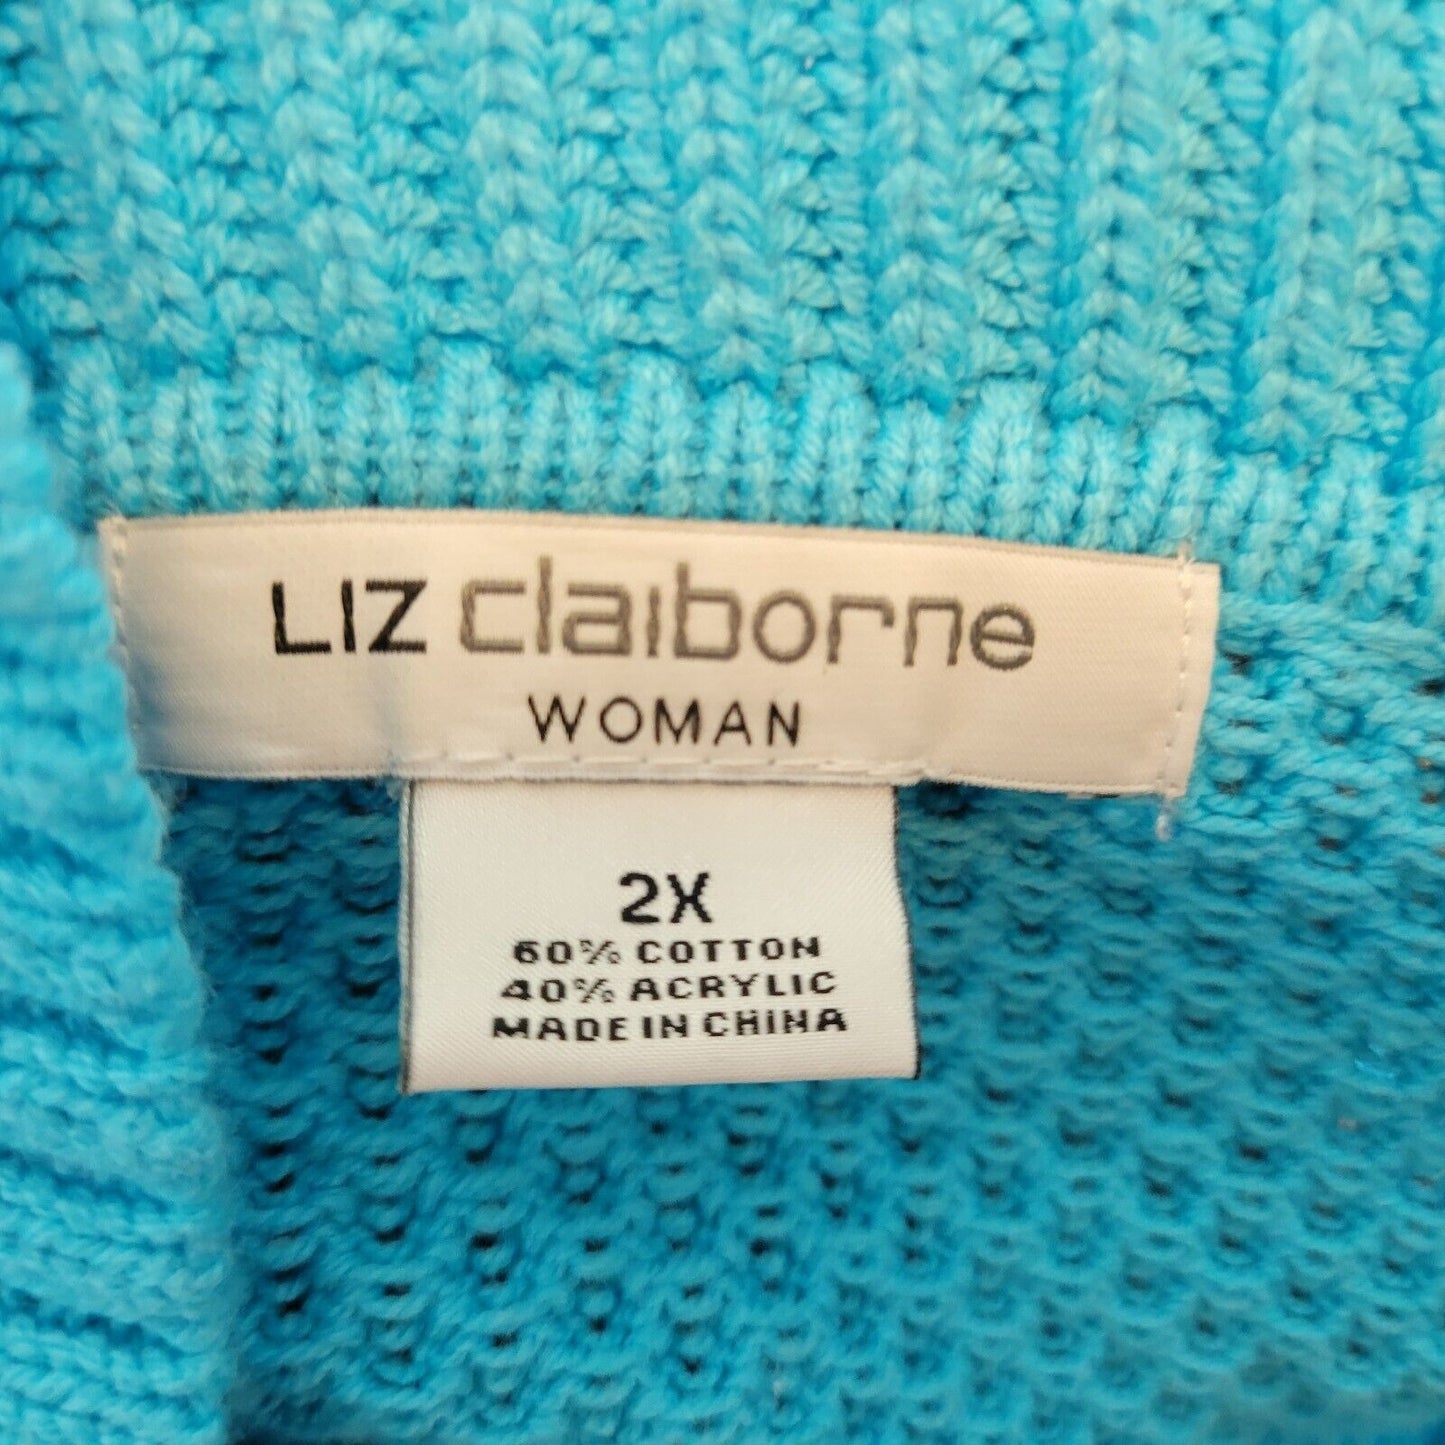 LIZ claiborne
WOMAN
2X
60% COTTON
40% ACRYLIC
MADE IN CHINA